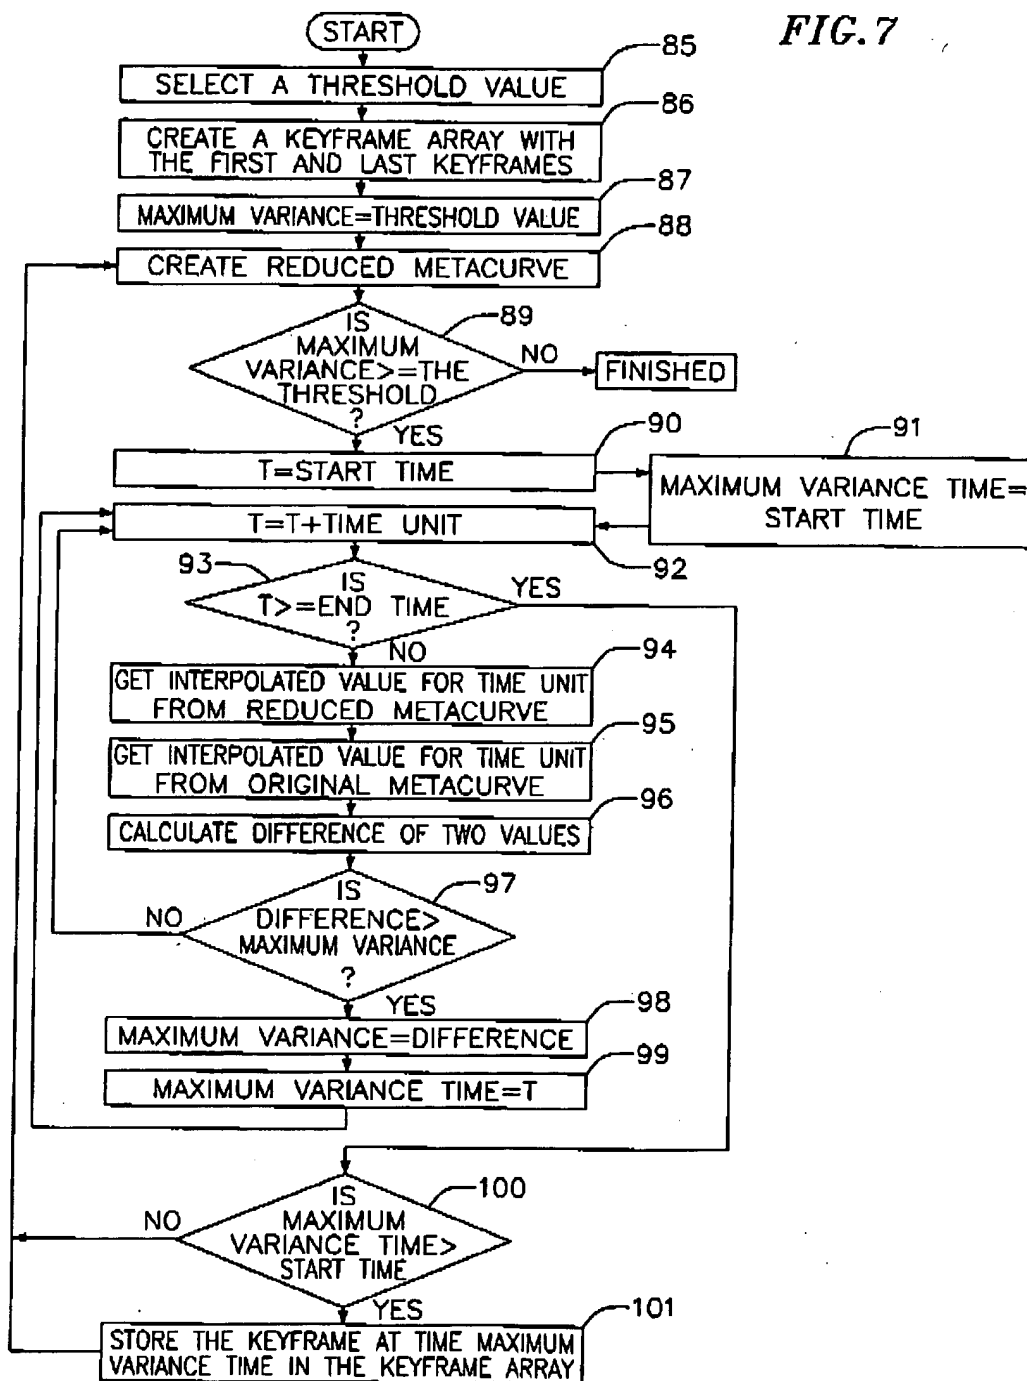 FIG. 7
START
85
SELECT A THRESHOLD VALUE
86
CREATE A KEYFRAME ARRAY WITH
THE FIRST AND LAST KEYFRAMES
87
MAXIMUM VARIANCE=THRESHOLD VALUE
88
CREATE REDUCED METACURVE
89
IS
MAXIMUM
VARIANCE>=THE
THRESHOLD
?
NO
FINISHED
YES
90
T=START TIME
91
MAXIMUM VARIANCE TIME=
START TIME
T=T+TIME UNIT
92
93
IS
T>=END TIME
?
YES
NO
94
GET INTERPOLATED VALUE FOR TIME UNIT
FROM REDUCED METACURVE
95
GET INTERPOLATED VALUE FOR TIME UNIT
FROM ORIGINAL METACURVE
96
CALCULATE DIFFERENCE OF TWO VALUES
97
IS
DIFFERENCE>
MAXIMUM VARIANCE
?
NO
YES
98
MAXIMUM VARIANCE=DIFFERENCE
99
MAXIMUM VARIANCE TIME=T
100
IS
MAXIMUM
VARIANCE TIME>
START TIME
NO
YES
101
STORE THE KEYFRAME AT TIME MAXIMUM
VARIANCE TIME IN THE KEYFRAME ARRAY